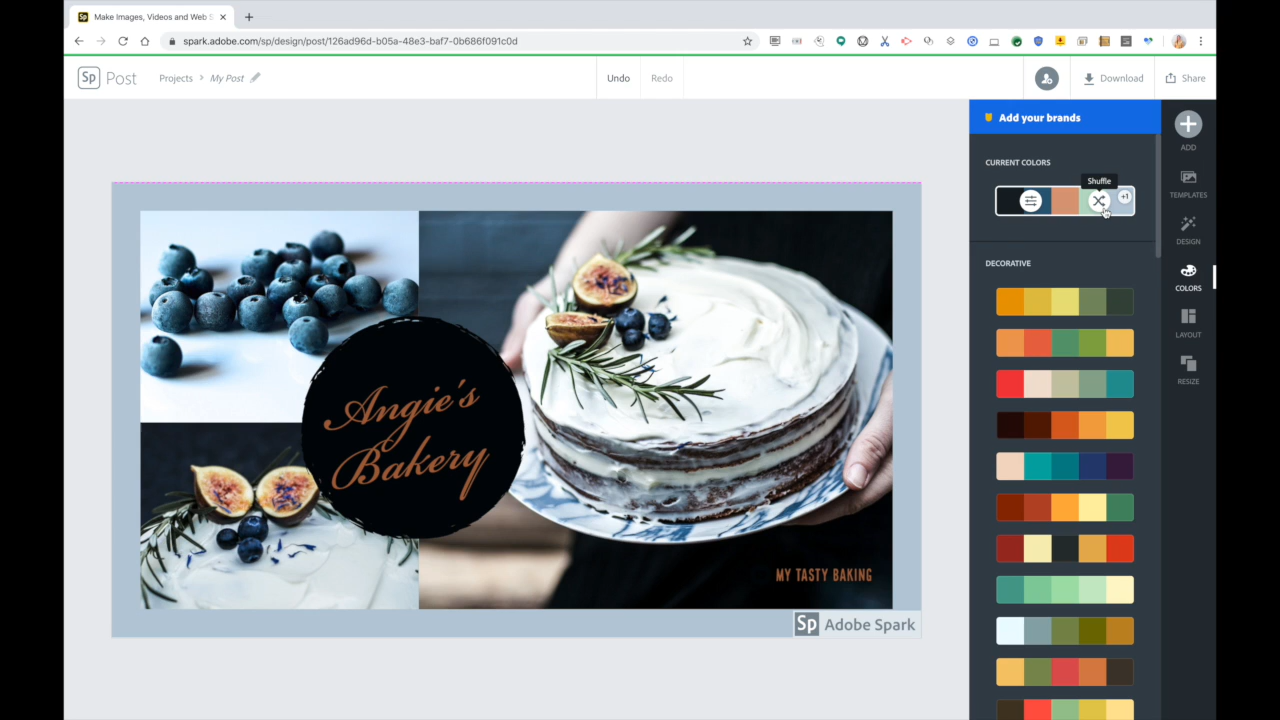 Sp
Make Images, Videos and Web S
spark.adobe.com/sp/design/post/126ad96d-b05a-48e3-baf7-0b686f091c0d
Sp Post
Projects > My Post
Undo
Redo
Download
Share
Add your brands
CURRENT COLORS
Shuffle
+1
DECORATIVE
ADD
TEMPLATES
DESIGN
COLORS
LAYOUT
RESIZE
Angie's
Bakery
MY TASTY BAKING
Sp Adobe Spark